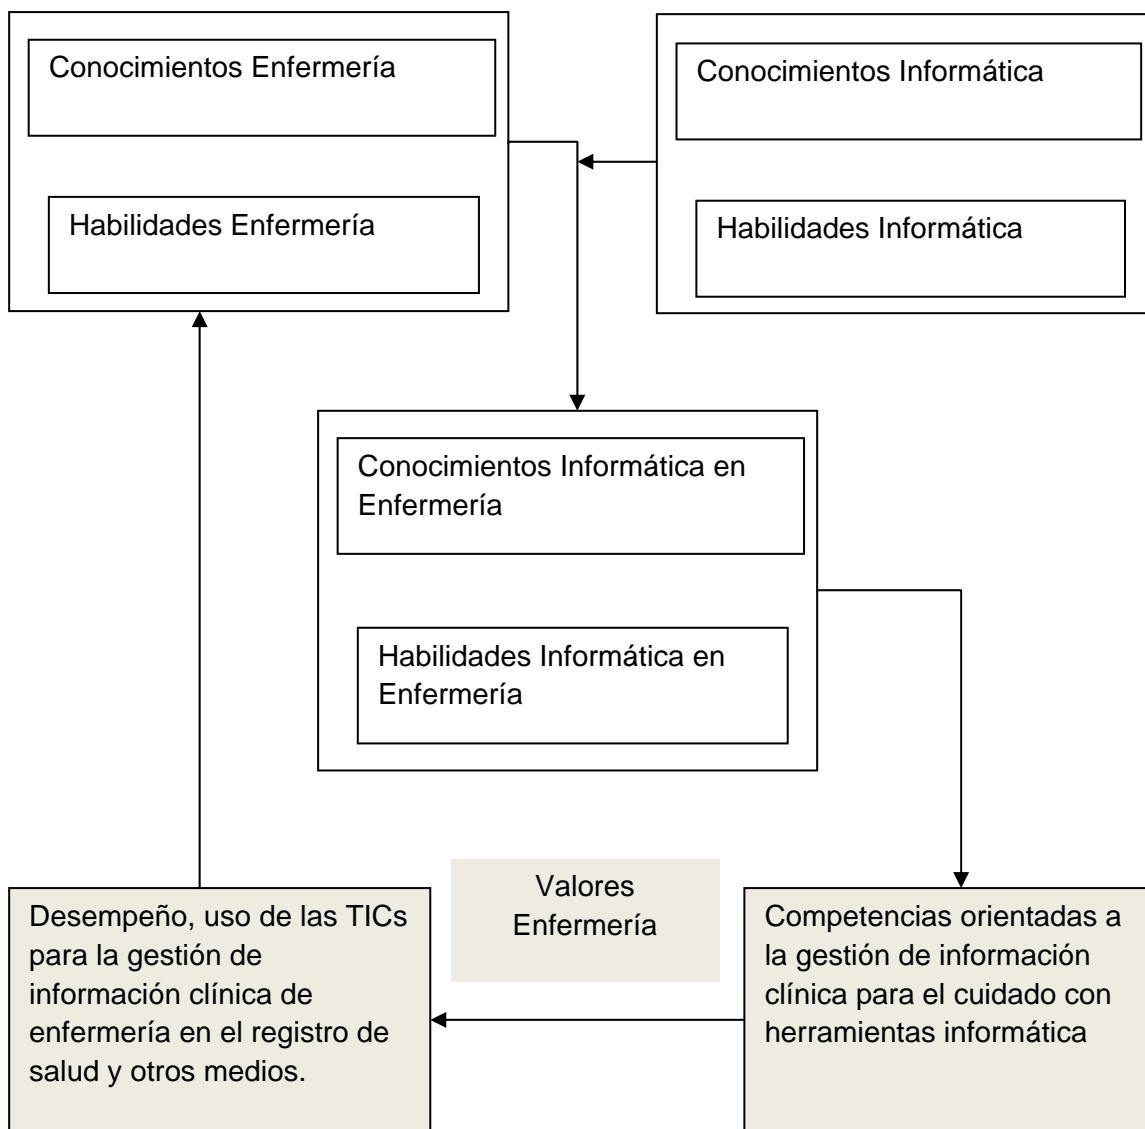 Conocimientos Enfermería
Habilidades Enfermería
Conocimientos Informática
Habilidades Informática
Conocimientos Informática en
Enfermería
Habilidades Informática en
Enfermería
Desempeño, uso de las TICs
para la gestión de
información clínica de
enfermería en el registro de
salud y otros medios.
Valores
Enfermería
Competencias orientadas a
la gestión de información
clínica para el cuidado con
herramientas informática